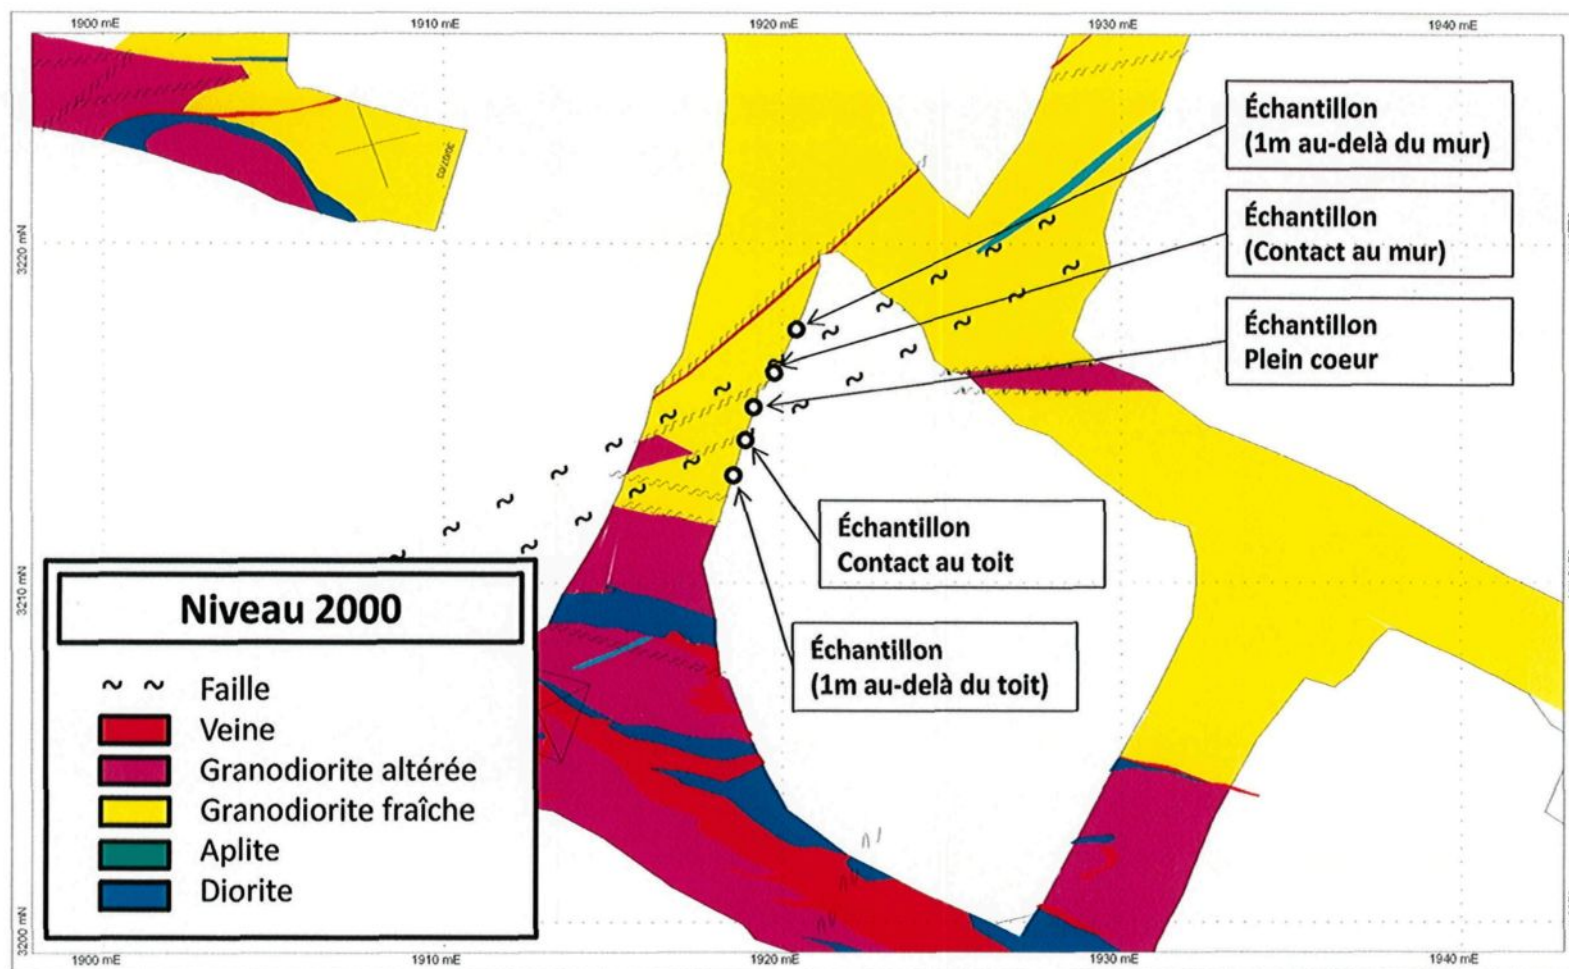 1900 mE
1910 mE
1920 mE
1930 mE
1940 mE
Échantillon
(1m au-delà du mur)
Échantillon
(Contact au mur)
Échantillon
Plein coeur
3220 mN
3210 mN
3200 mN
Échantillon
Contact au toit
Échantillon
(1m au-delà du toit)
Niveau 2000
Faille
Veine
Granodiorite altérée
Granodiorite fraîche
Aplite
Diorite
1900 mE
1910 mE
1920 mE
1930 mE
1940 mE